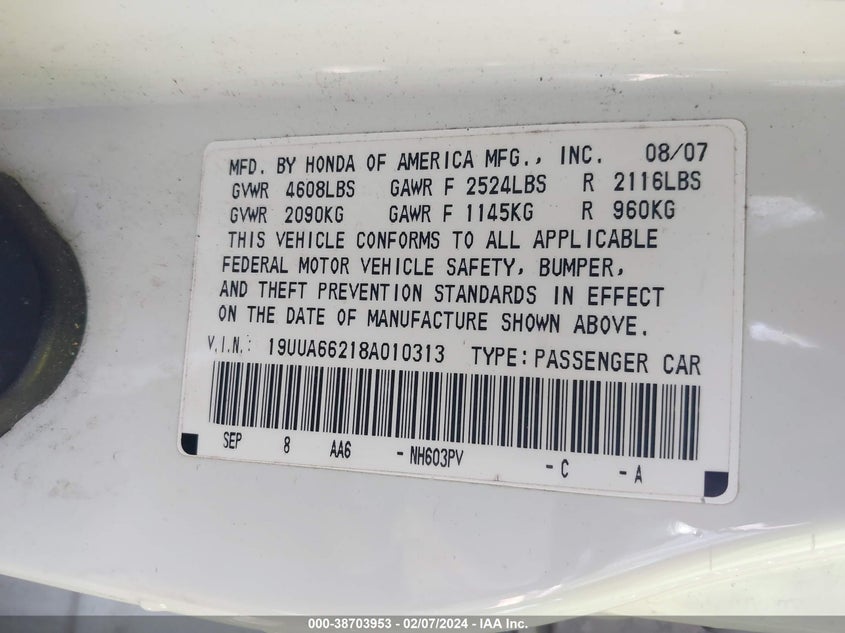 MFD. BY HONDA OF AMERICA MFG., INC. 08/07
GVWR 4608LBS GAWR F 2524LBS R 2116LBS
GVWR 2090KG GAWR F 1145KG R 960KG
THIS VEHICLE CONFORMS TO ALL APPLICABLE
FEDERAL MOTOR VEHICLE SAFETY, BUMPER,
AND THEFT PREVENTION STANDARDS IN EFFECT
ON THE DATE OF MANUFACTURE SHOWN ABOVE.
V.I.N.: 19UUA66218A010313 TYPE: PASSENGER CAR
SEP 8 AA6 -NH603PV -C -A
000-38703953 — 02/07/2024 — IAA Inc.